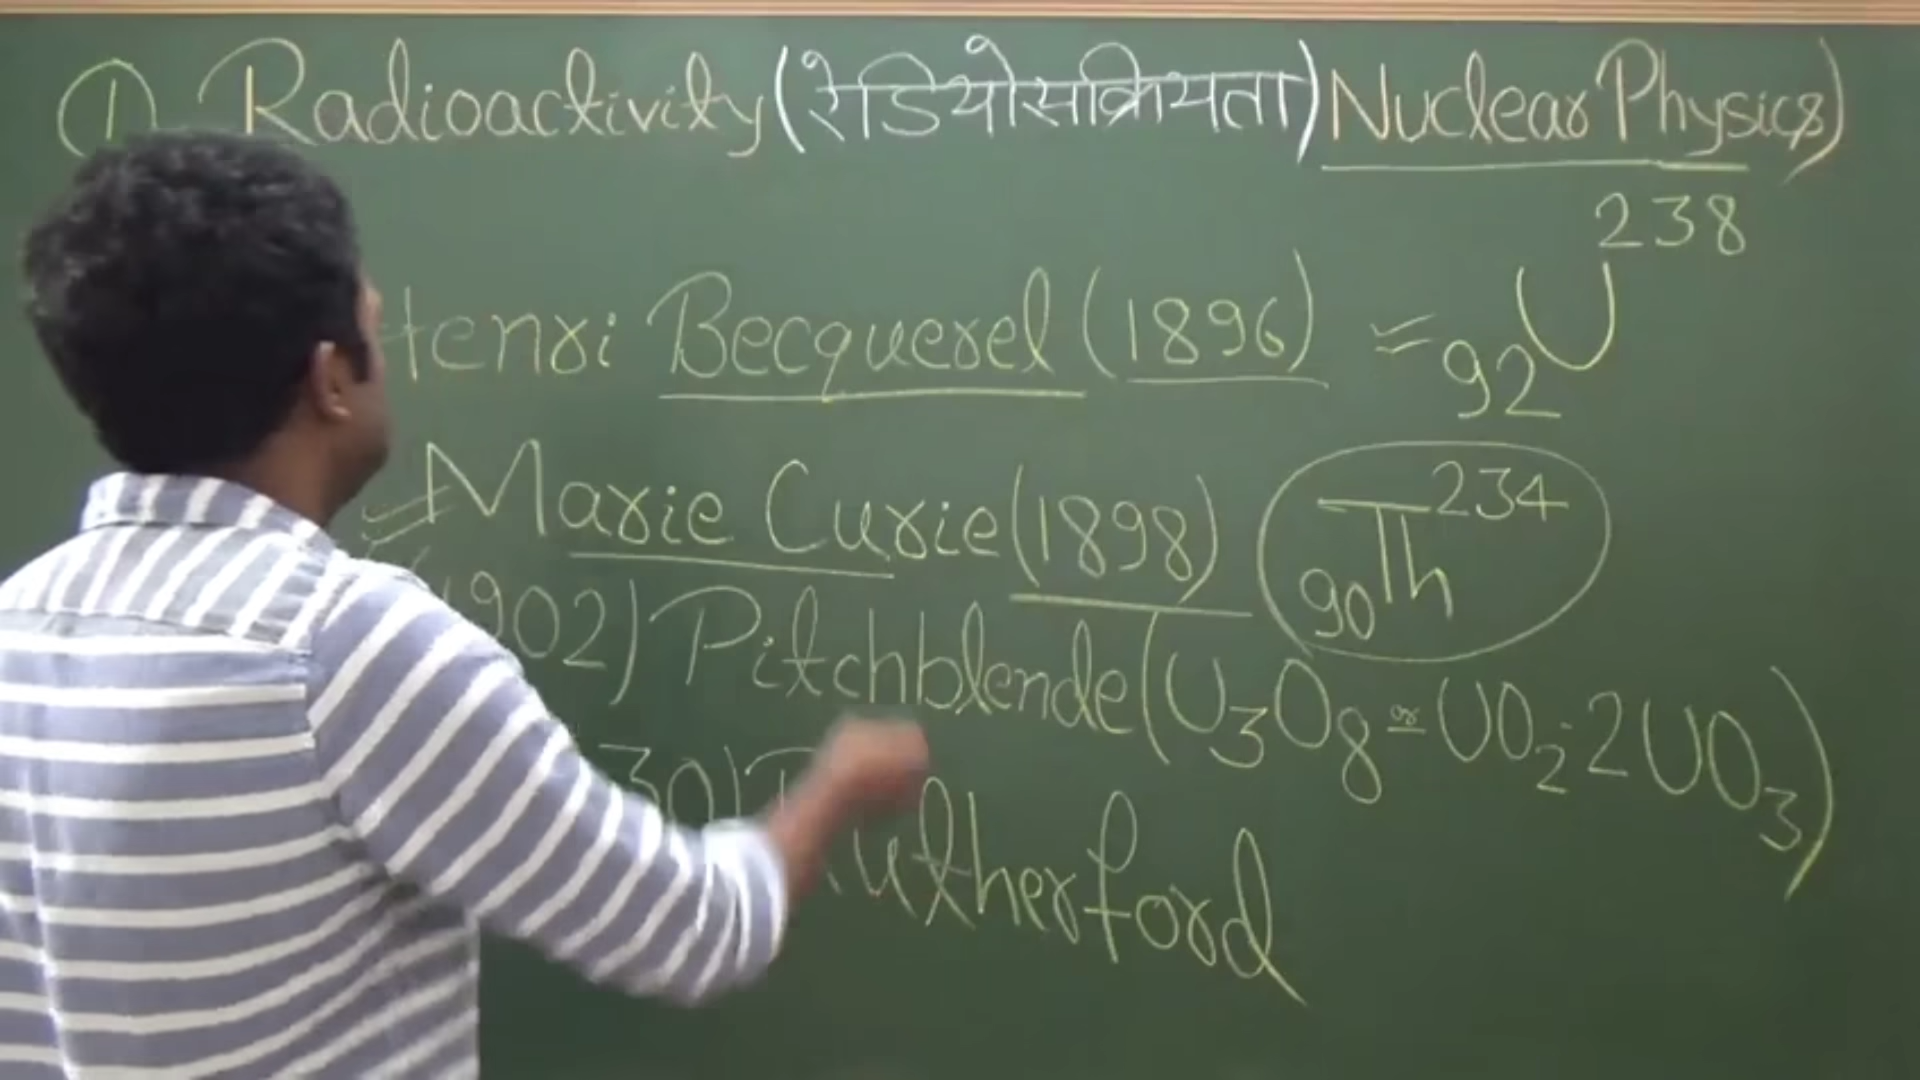 ① Radioactivity (रेडियोसक्रियता) Nuclear Physics)
Henri Becquerel (1896) = ₉₂U²³⁸
Marie Curie (1898) ₉₀Th²³⁴
1902) Pitchblende (U₃O₈ or UO₂·2UO₃)
30) Rutherford